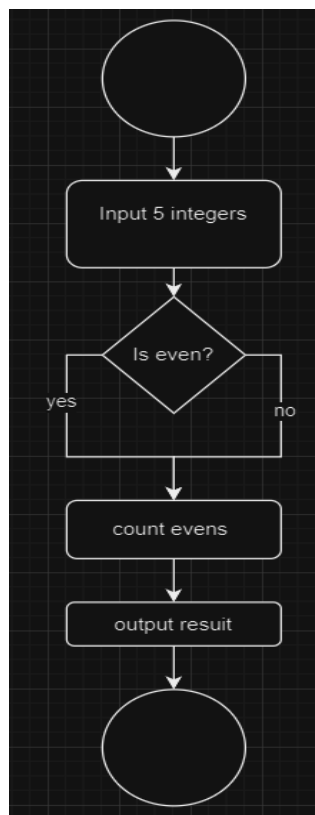 Input 5 integers
Is even?
yes
no
count evens
output resuit